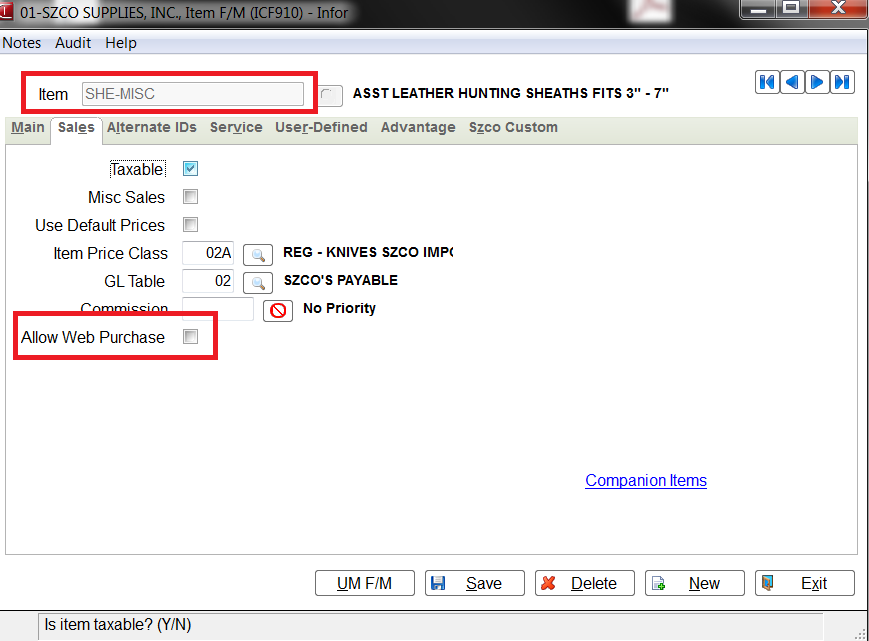 01-SZCO SUPPLIES, INC., Item F/M (ICF910) - Infor
Notes Audit Help
Item SHE-MISC ASST LEATHER HUNTING SHEATHS FITS 3" - 7"
Main Sales Alternate IDs Service User-Defined Advantage Szco Custom
Taxable
Misc Sales
Use Default Prices
Item Price Class 02A REG - KNIVES SZCO IMPO
GL Table 02 SZCO'S PAYABLE
Commission No Priority
Allow Web Purchase
Companion Items
UM F/M Save Delete New Exit
Is item taxable? (Y/N)